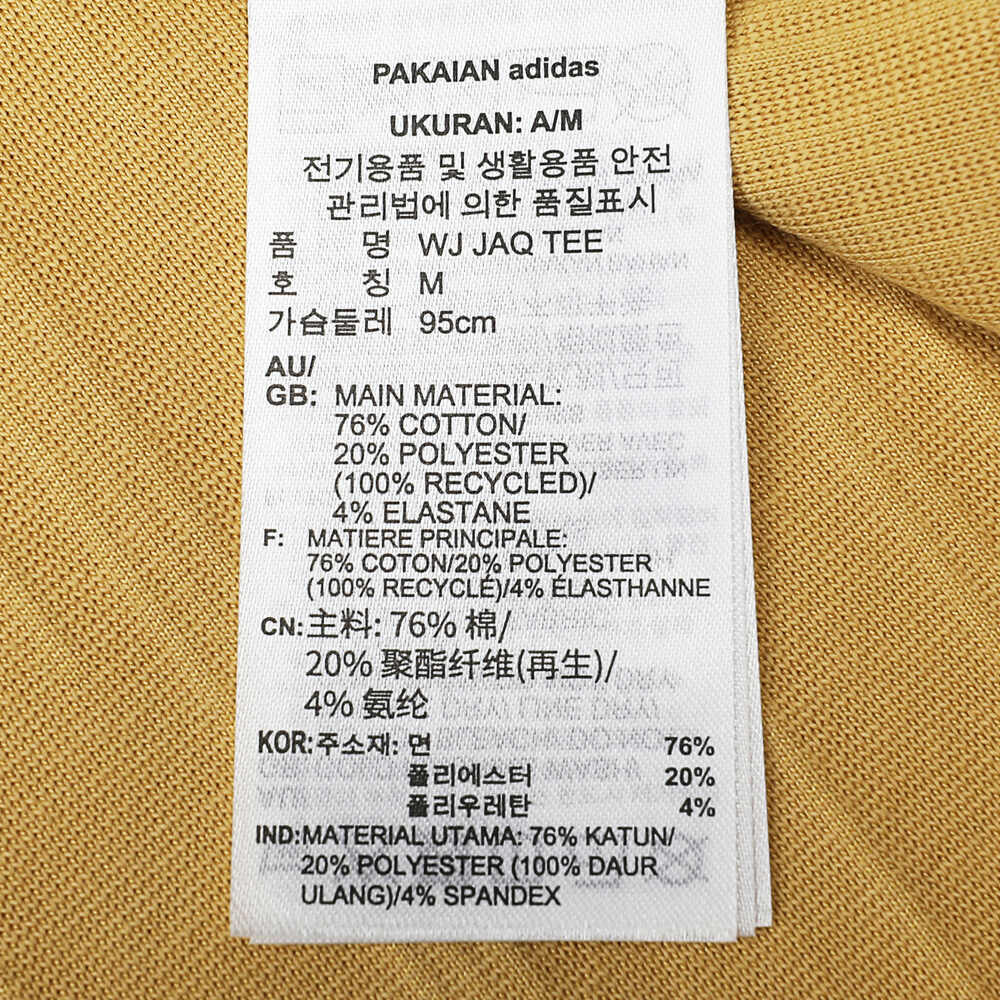 PAKAIAN adidas
UKURAN: A/M
전기용품 및 생활용품 안전
관리법에 의한 품질표시
품 명 WJ JAQ TEE
호 칭 M
가슴둘레 95cm
AU/
GB: MAIN MATERIAL:
76% COTTON/
20% POLYESTER
(100% RECYCLED)/
4% ELASTANE
F: MATIERE PRINCIPALE:
76% COTON/20% POLYESTER
(100% RECYCLÉ)/4% ÉLASTHANNE
CN: 主料: 76% 棉/
20% 聚酯纤维(再生)/
4% 氨纶
KOR: 주소재: 면 76%
폴리에스터 20%
폴리우레탄 4%
IND: MATERIAL UTAMA: 76% KATUN/
20% POLYESTER (100% DAUR
ULANG)/4% SPANDEX